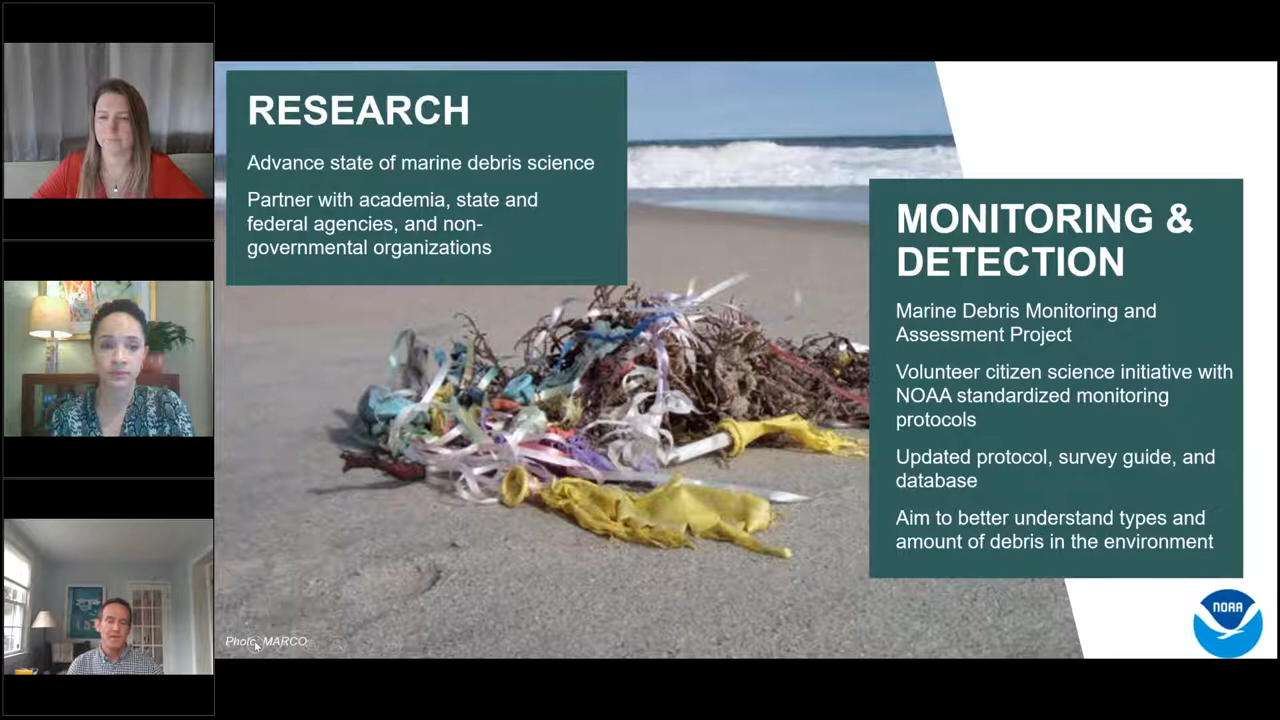 RESEARCH
Advance state of marine debris science
Partner with academia, state and
federal agencies, and non-
governmental organizations
MONITORING &
DETECTION
Marine Debris Monitoring and
Assessment Project
Volunteer citizen science initiative with
NOAA standardized monitoring
protocols
Updated protocol, survey guide, and
database
Aim to better understand types and
amount of debris in the environment
Photo: MARCO
NOAA